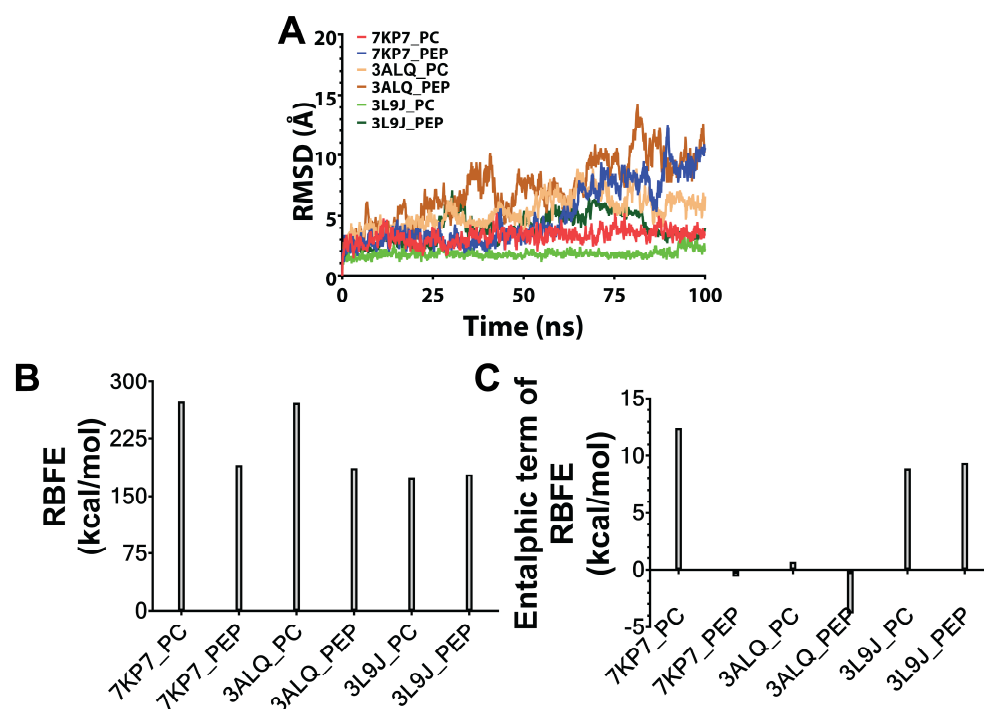 A
RMSD (Å)
20
15
10
5
0
7KP7_PC
7KP7_PEP
3ALQ_PC
3ALQ_PEP
3L9J_PC
3L9J_PEP
0 25 50 75 100
Time (ns)
B
RBFE
(kcal/mol)
300
225
150
75
0
7KP7_PC
7KP7_PEP
3ALQ_PC
3ALQ_PEP
3L9J_PC
3L9J_PEP
C
Entalphic term of
RBFE
(kcal/mol)
15
10
5
0
-5
7KP7_PC
7KP7_PEP
3ALQ_PC
3ALQ_PEP
3L9J_PC
3L9J_PEP